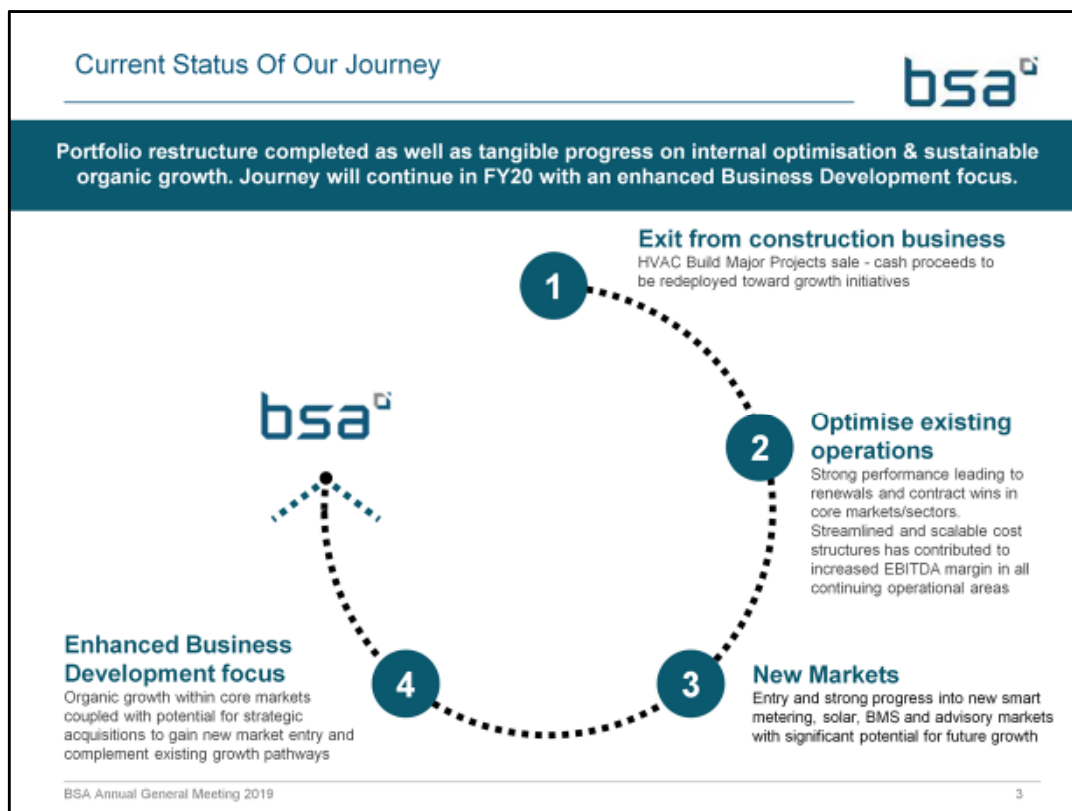 Current Status Of Our Journey
bsa
Portfolio restructure completed as well as tangible progress on internal optimisation & sustainable
organic growth. Journey will continue in FY20 with an enhanced Business Development focus.
1
Exit from construction business
HVAC Build Major Projects sale - cash proceeds to
be redeployed toward growth initiatives
2
Optimise existing
operations
Strong performance leading to
renewals and contract wins in
core markets/sectors.
Streamlined and scalable cost
structures has contributed to
increased EBITDA margin in all
continuing operational areas
3
New Markets
Entry and strong progress into new smart
metering, solar, BMS and advisory markets
with significant potential for future growth
4
Enhanced Business
Development focus
Organic growth within core markets
coupled with potential for strategic
acquisitions to gain new market entry and
complement existing growth pathways
bsa
BSA Annual General Meeting 2019
3